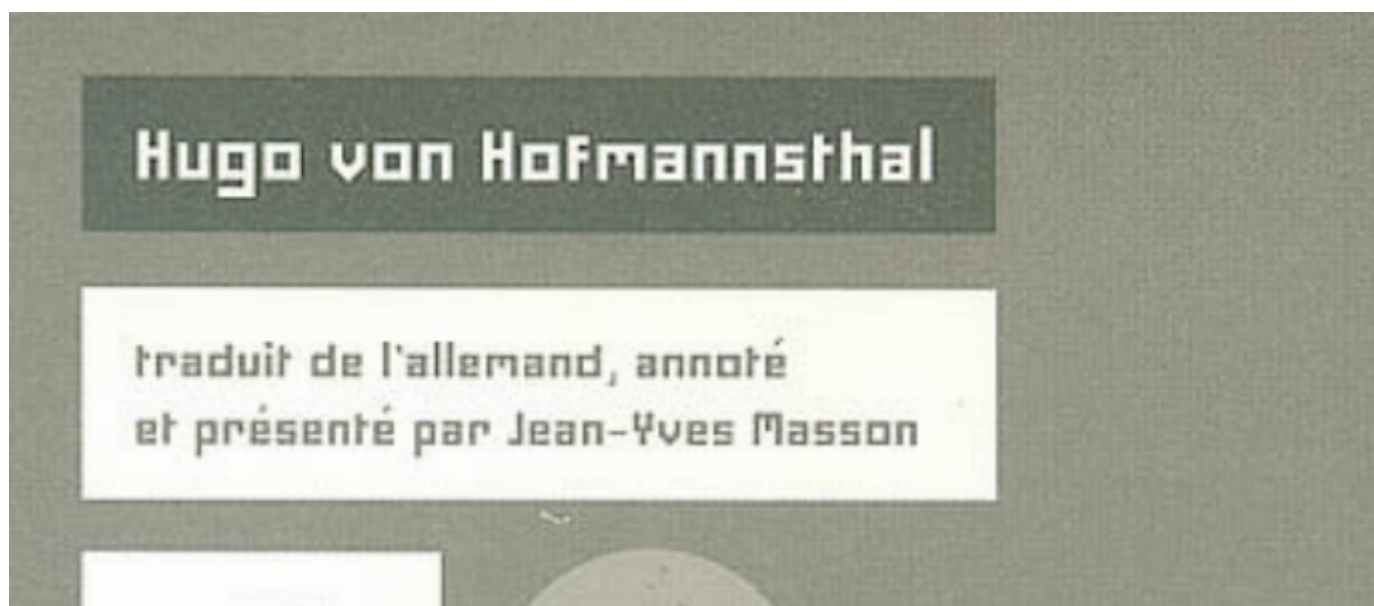 Hugo von Hofmannsthal
traduit de l'allemand, annoté
et présenté par Jean-Yves Masson